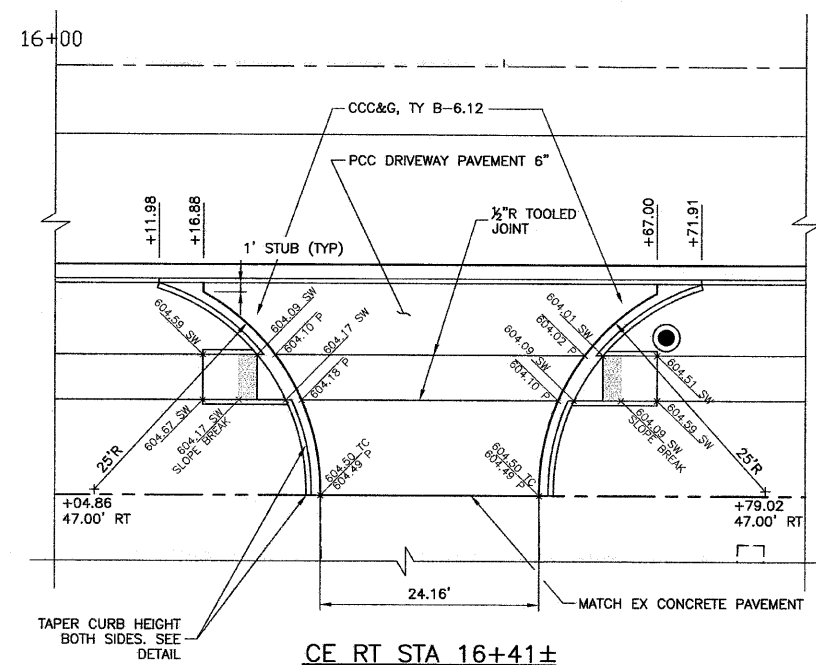 16+00
CCC&G, TY B-6.12
PCC DRIVEWAY PAVEMENT 6"
½"R TOOLED
JOINT
+11.98
+16.88
1' STUB (TYP)
+67.00
+71.91
604.59 SW
604.09 SW
604.10 P
604.17 SW
604.18 P
604.01 SW
604.02 P
604.09 SW
604.10 P
604.51 SW
604.59 SW
604.67 SW
604.17 SW
SLOPE BREAK
604.09 SW
SLOPE BREAK
25'R
25'R
604.50 TC
604.49 P
604.50 TC
604.49 P
+04.86
47.00' RT
+79.02
47.00' RT
24.16'
MATCH EX CONCRETE PAVEMENT
TAPER CURB HEIGHT
BOTH SIDES. SEE
DETAIL
CE RT STA 16+41±